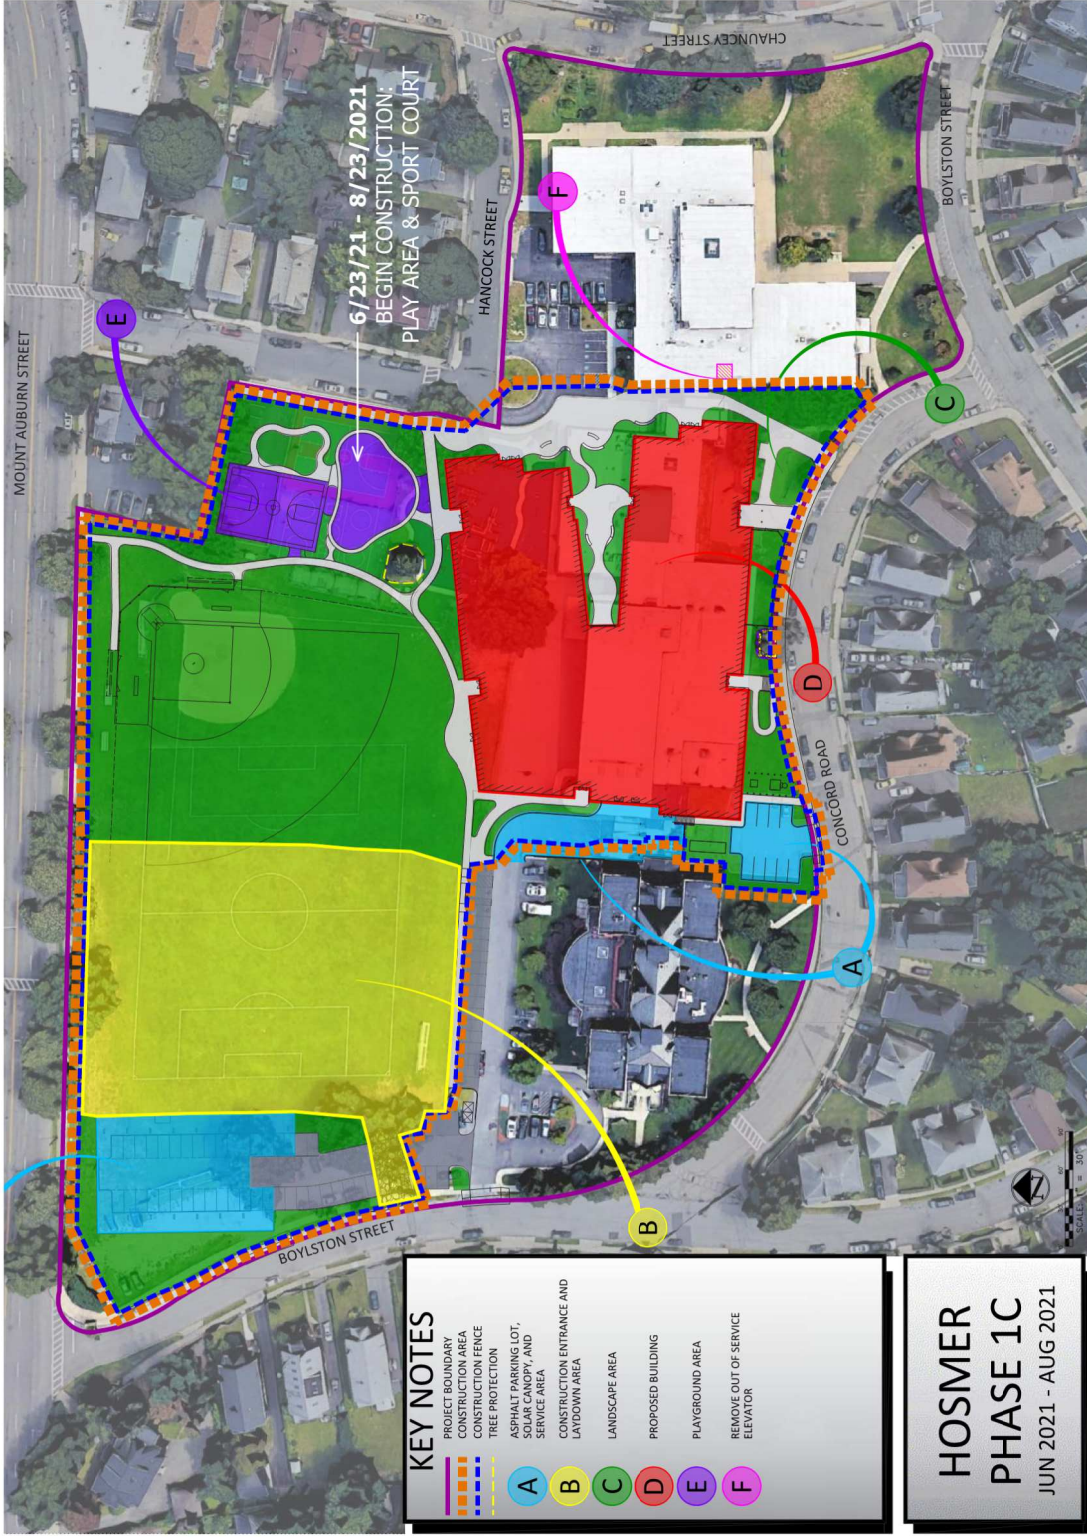 CHAUNCEY STREET
BOYLSTON STREET
HANCOCK STREET
MOUNT AUBURN STREET
6/23/21 - 8/23/2021
BEGIN CONSTRUCTION:
PLAY AREA & SPORT COURT
E
F
C
D
CONCORD ROAD
A
B
BOYLSTON STREET
N
KEY NOTES
PROJECT BOUNDARY
CONSTRUCTION AREA
CONSTRUCTION FENCE
TREE PROTECTION
A
ASPHALT PARKING LOT,
SOLAR CANOPY, AND
SERVICE AREA
B
CONSTRUCTION ENTRANCE AND
LAYDOWN AREA
C
LANDSCAPE AREA
D
PROPOSED BUILDING
E
PLAYGROUND AREA
F
REMOVE OUT OF SERVICE
ELEVATOR
HOSMER
PHASE 1C
JUN 2021 - AUG 2021